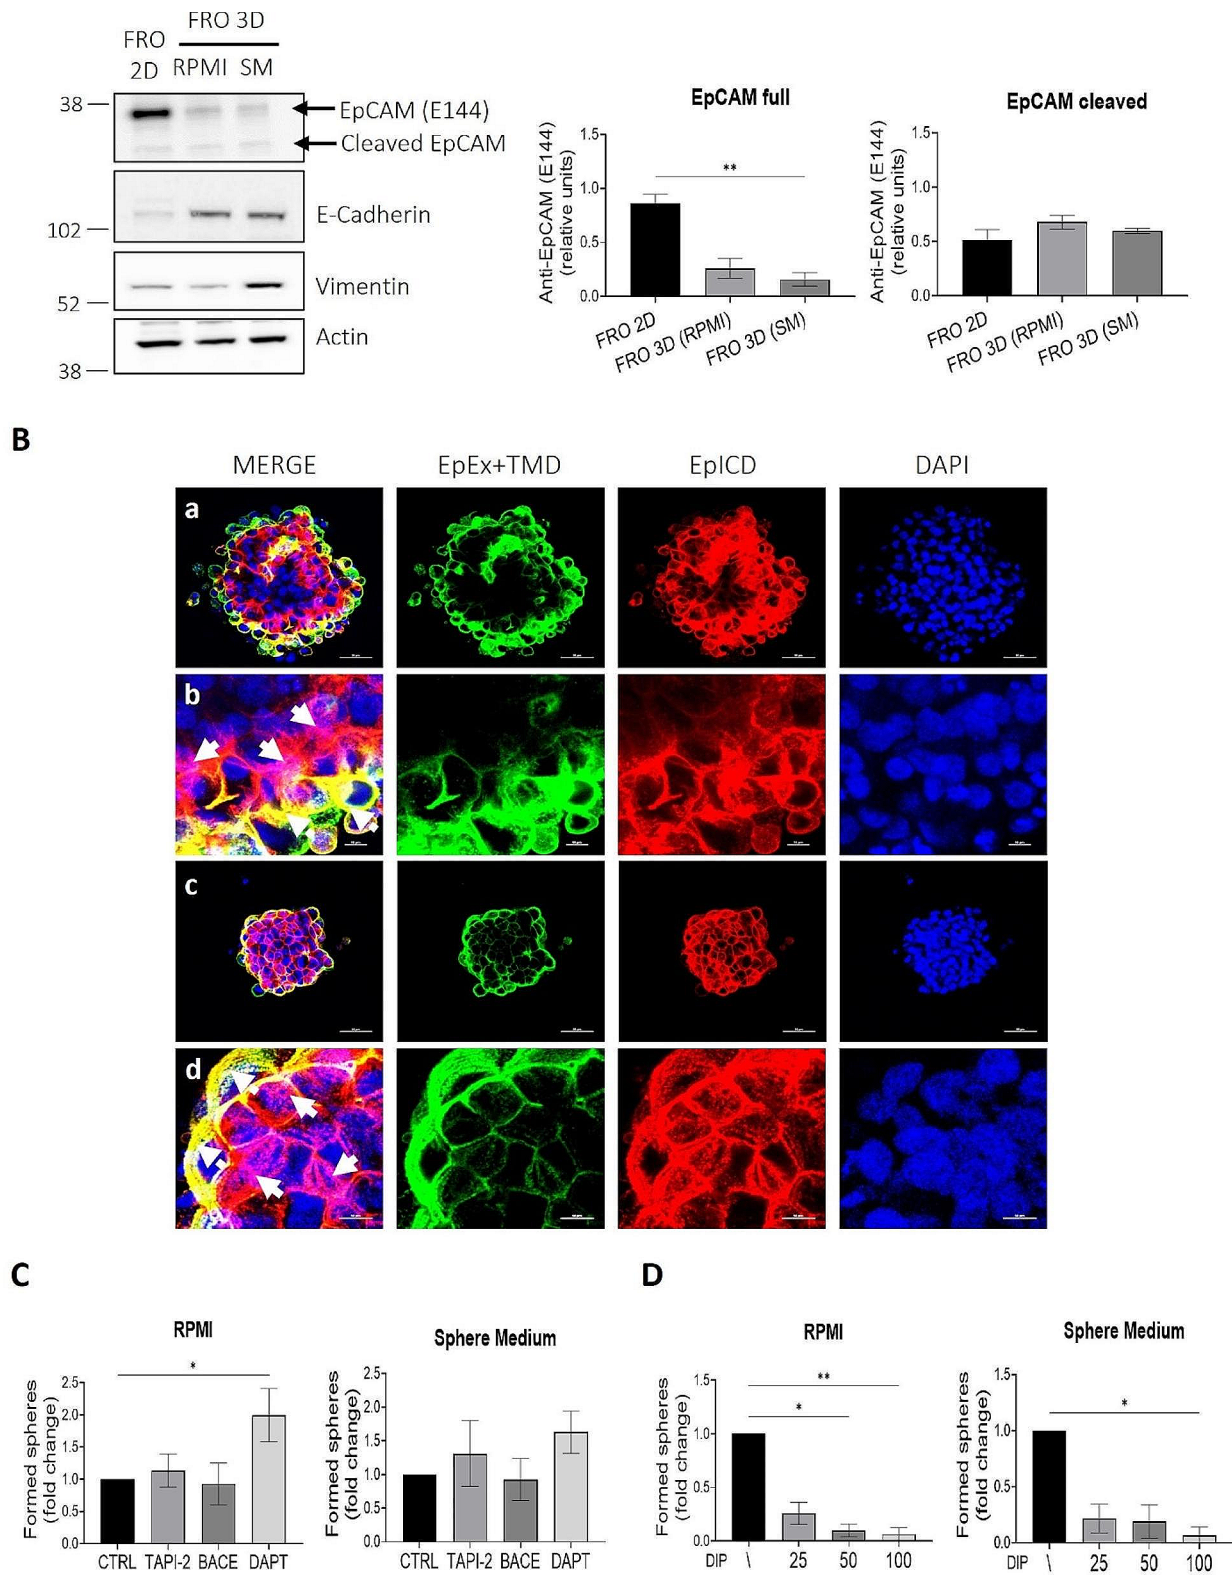 FRO 3D
FRO
2D RPMI SM
38
EpCAM (E144)
Cleaved EpCAM
E-Cadherin
102
Vimentin
52
Actin
38
EpCAM full
Anti-EpCAM (E144)
(relative units)
1.5
1.0
0.5
0.0
**
FRO 2D
FRO 3D (RPMI)
FRO 3D (SM)
EpCAM cleaved
Anti-EpCAM (E144)
(relative units)
1.5
1.0
0.5
0.0
FRO 2D
FRO 3D (RPMI)
FRO 3D (SM)
B
MERGE EpEx+TMD EpICD DAPI
a
b
c
d
C
RPMI
Formed spheres
(fold change)
2.5
2.0
1.5
1.0
0.5
0.0
*
CTRL TAPI-2 BACE DAPT
Sphere Medium
Formed spheres
(fold change)
2.5
2.0
1.5
1.0
0.5
0.0
CTRL TAPI-2 BACE DAPT
D
RPMI
Formed spheres
(fold change)
1.5
1.0
0.5
0.0
**
*
DIP \ 25 50 100
Sphere Medium
Formed spheres
(fold change)
1.5
1.0
0.5
0.0
*
DIP \ 25 50 100